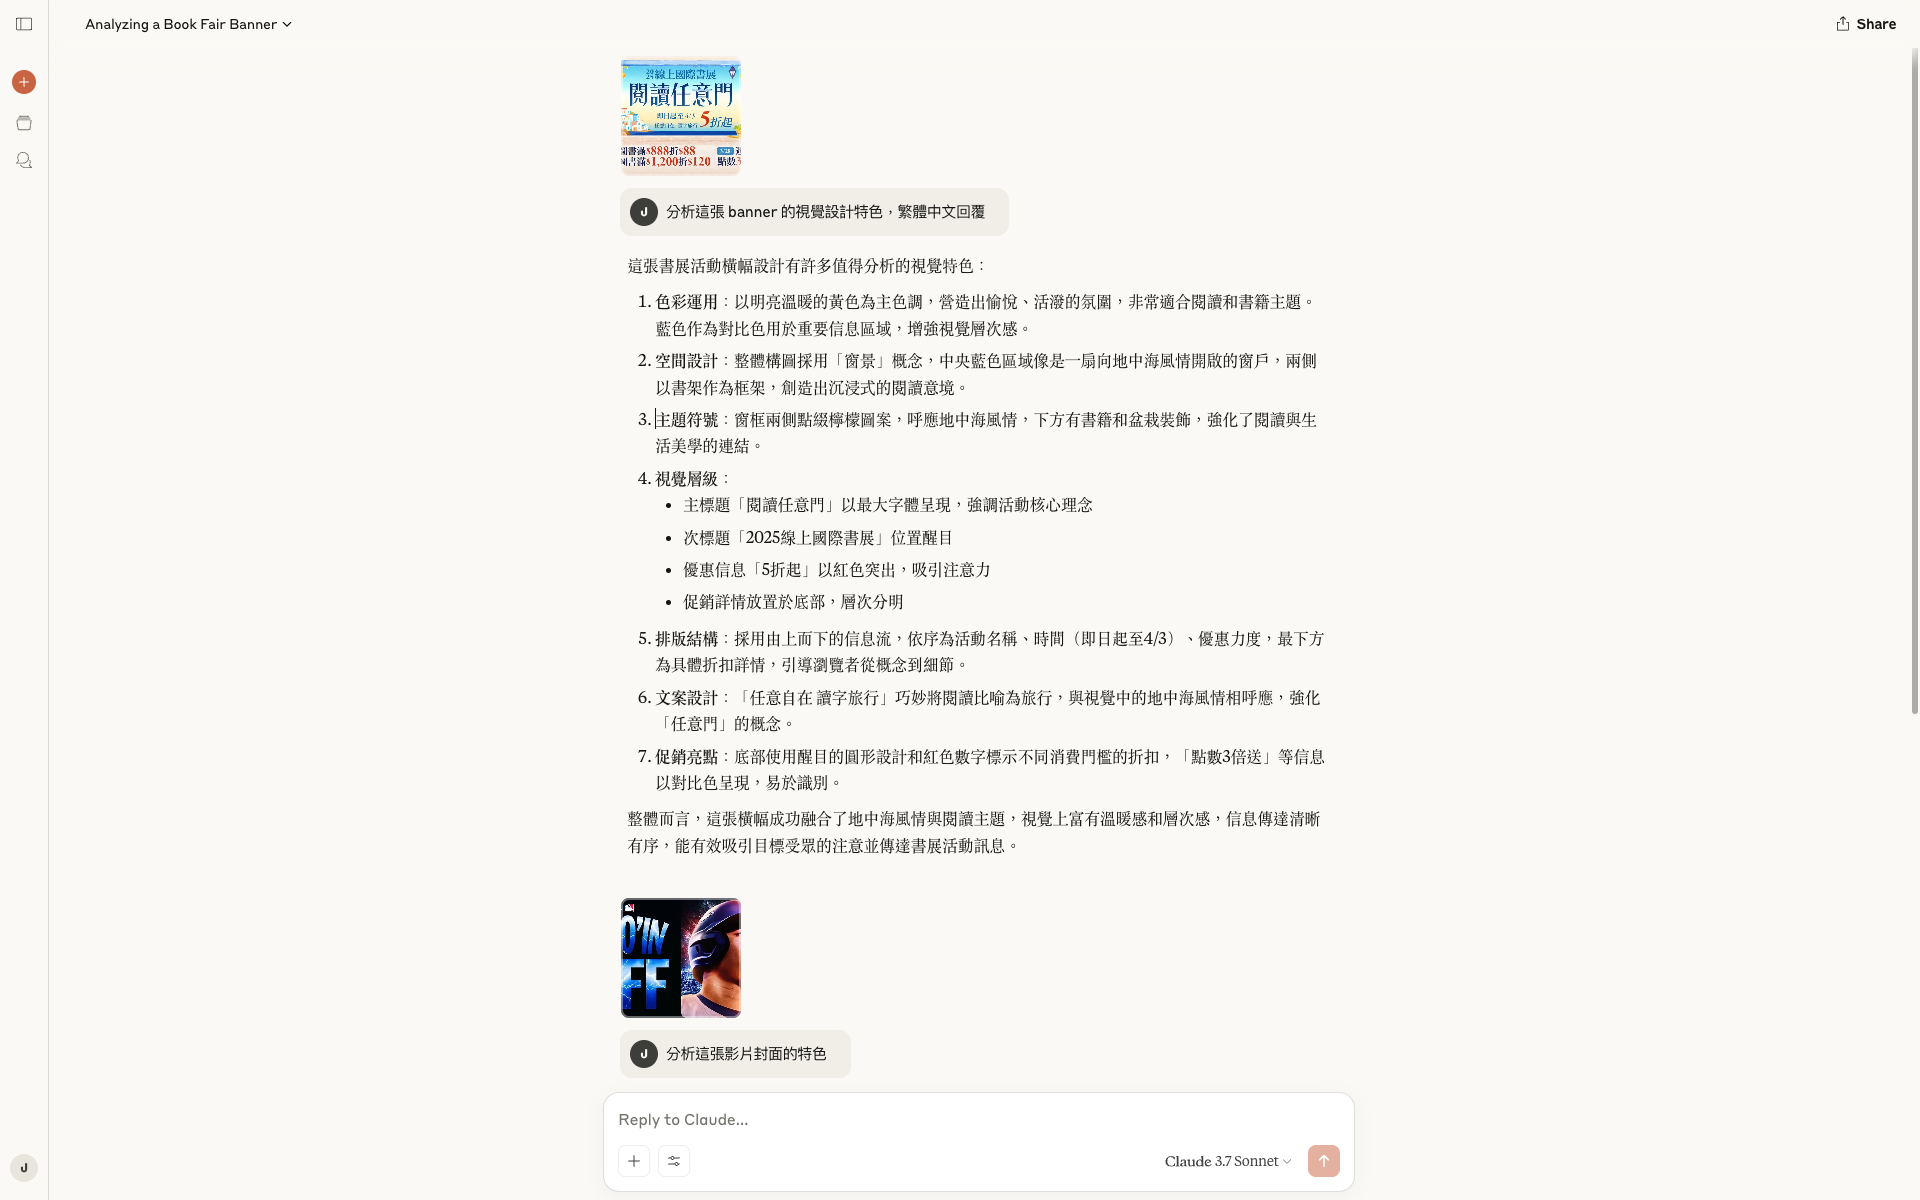 Analyzing a Book Fair Banner
Share
線上國際書展
閱讀任意門
即日起至4/3
5折起
圖書滿$888折$88
圖書滿$1,200折$120 點數3
J 分析這張 banner 的視覺設計特色，繁體中文回覆
這張書展活動橫幅設計有許多值得分析的視覺特色：
1. 色彩運用：以明亮溫暖的黃色為主色調，營造出愉悅、活潑的氛圍，非常適合閱讀和書籍主題。
藍色作為對比色用於重要信息區域，增強視覺層次感。
2. 空間設計：整體構圖採用「窗景」概念，中央藍色區域像是一扇向地中海風情開啟的窗戶，兩側
以書架作為框架，創造出沉浸式的閱讀意境。
3. 主題符號：窗框兩側點綴檸檬圖案，呼應地中海風情，下方有書籍和盆栽裝飾，強化了閱讀與生
活美學的連結。
4. 視覺層級：
• 主標題「閱讀任意門」以最大字體呈現，強調活動核心理念
• 次標題「2025線上國際書展」位置醒目
• 優惠信息「5折起」以紅色突出，吸引注意力
• 促銷詳情放置於底部，層次分明
5. 排版結構：採用由上而下的信息流，依序為活動名稱、時間（即日起至4/3）、優惠力度，最下方
為具體折扣詳情，引導瀏覽者從概念到細節。
6. 文案設計：「任意自在 讀字旅行」巧妙將閱讀比喻為旅行，與視覺中的地中海風情相呼應，強化
「任意門」的概念。
7. 促銷亮點：底部使用醒目的圓形設計和紅色數字標示不同消費門檻的折扣，「點數3倍送」等信息
以對比色呈現，易於識別。
整體而言，這張橫幅成功融合了地中海風情與閱讀主題，視覺上富有溫暖感和層次感，信息傳達清晰
有序，能有效吸引目標受眾的注意並傳達書展活動訊息。
O'IN
FF
J 分析這張影片封面的特色
Reply to Claude...
Claude 3.7 Sonnet
J